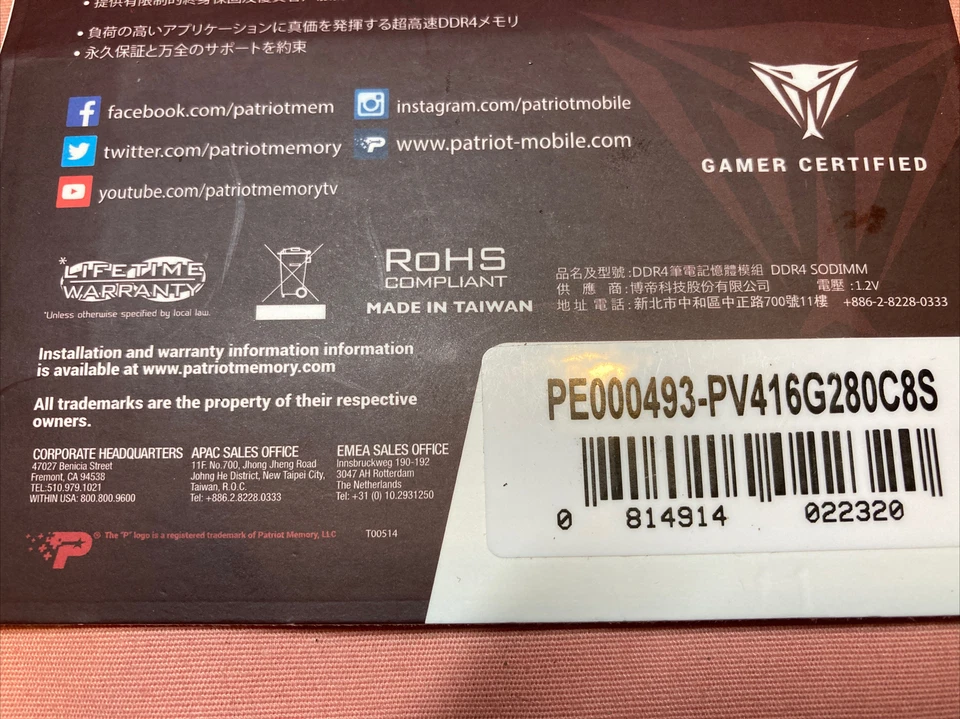 • 負荷の高いアプリケーションに真価を発揮する超高速DDR4メモリ
• 永久保証と万全のサポートを約束
facebook.com/patriotmem
instagram.com/patriotmobile
twitter.com/patriotmemory
www.patriot-mobile.com
youtube.com/patriotmemorytv
GAMER CERTIFIED
*LIFETIME
WARRANTY
*Unless otherwise specified by local law.
RoHS
COMPLIANT
MADE IN TAIWAN
品名及型號:DDR4筆電記憶體模組 DDR4 SODIMM
供 應 商:博帝科技股份有限公司 電壓:1.2V
地址電話:新北市中和區中正路700號11樓 +886-2-8228-0333
Installation and warranty information information
is available at www.patriotmemory.com
All trademarks are the property of their respective
owners.
CORPORATE HEADQUARTERS
47027 Benicia Street
Fremont, CA 94538
TEL:510.979.1021
WITHIN USA: 800.800.9600
APAC SALES OFFICE
11F. No.700, Jhong Jheng Road
Johng He District, New Taipei City,
Taiwan, R.O.C.
Tel: +886.2.8228.0333
EMEA SALES OFFICE
Innsbruckweg 190-192
3047 AH Rotterdam
The Netherlands
Tel: +31 (0) 10.2931250
PE000493-PV416G280C8S
0 814914 022320
P® The "P" logo is a registered trademark of Patriot Memory, LLC
T00514